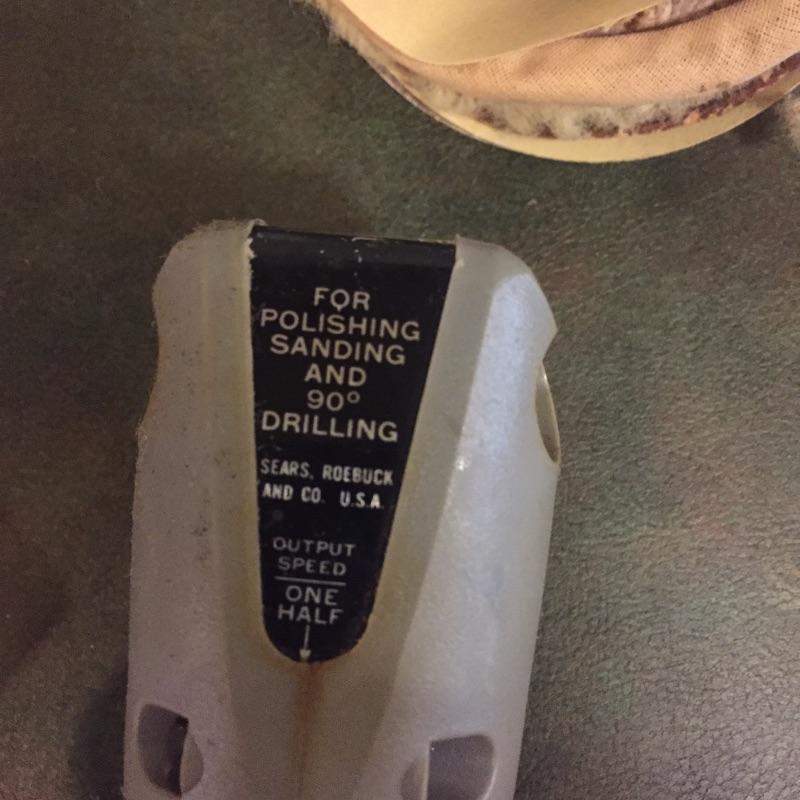 FOR
POLISHING
SANDING
AND
90°
DRILLING
SEARS, ROEBUCK
AND CO. U.S.A.
OUTPUT
SPEED
ONE
HALF